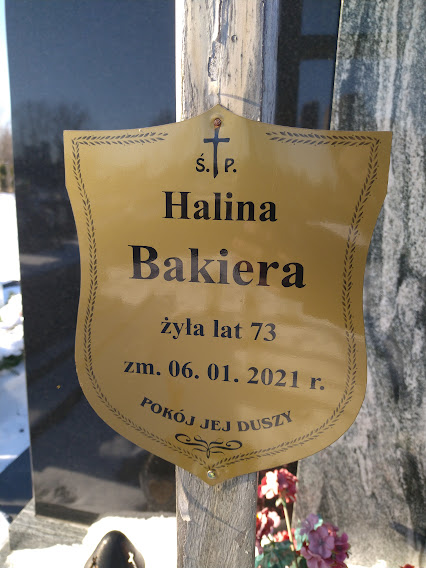 Ś. P.
Halina
Bakiera
żyła lat 73
zm. 06. 01. 2021 r.
POKÓJ JEJ DUSZY